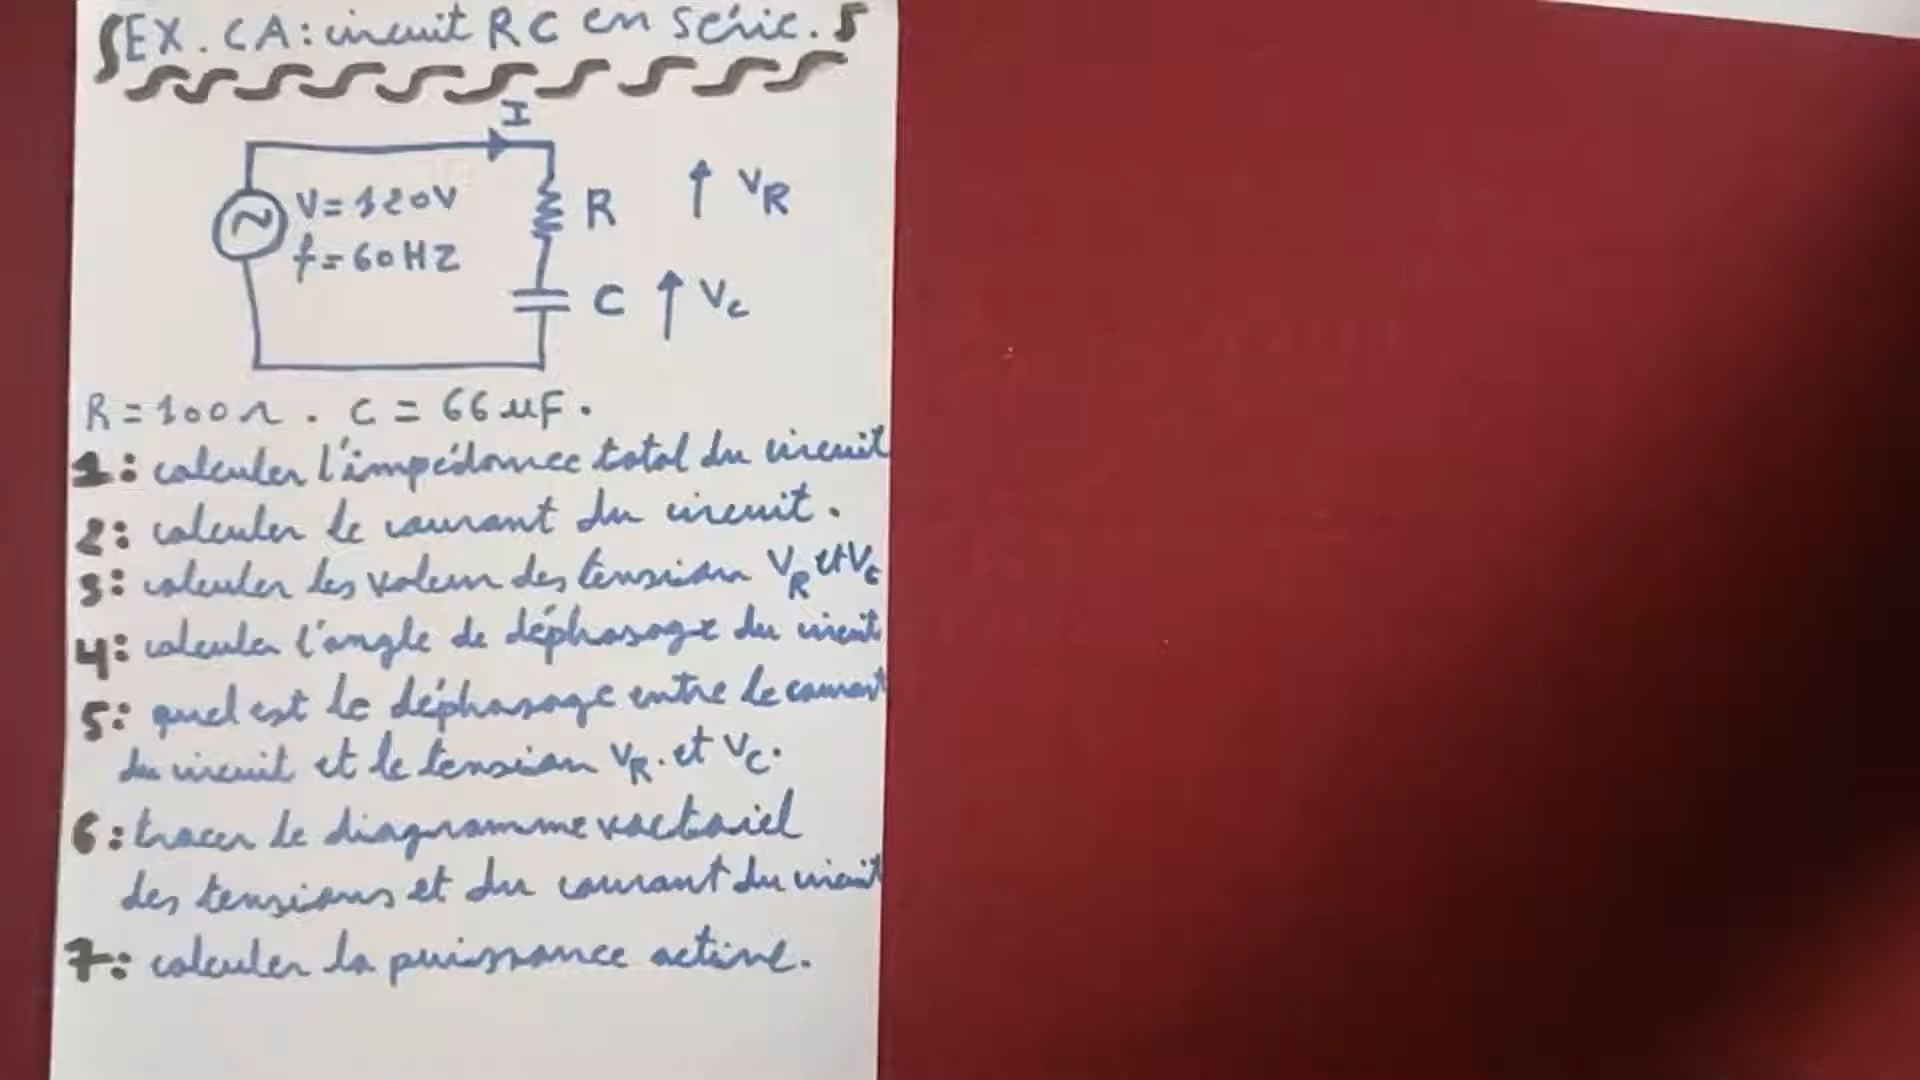 EX. CA: circuit RC en série.
I
V=120V
f=60HZ
R
VR
C
Vc
R=100Ω. C=66µF.
1: calculer l'impédance total du circuit
2: calculer le courant du circuit.
3: calculer les valeur des tension VR et Vc
4: calculer l'angle de déphasage du circuit
5: quel est le déphasage entre le courant
du circuit et le tension VR. et Vc.
6: tracer le diagramme vectoriel
des tensions et du courant du circuit
7: calculer la puissance active.